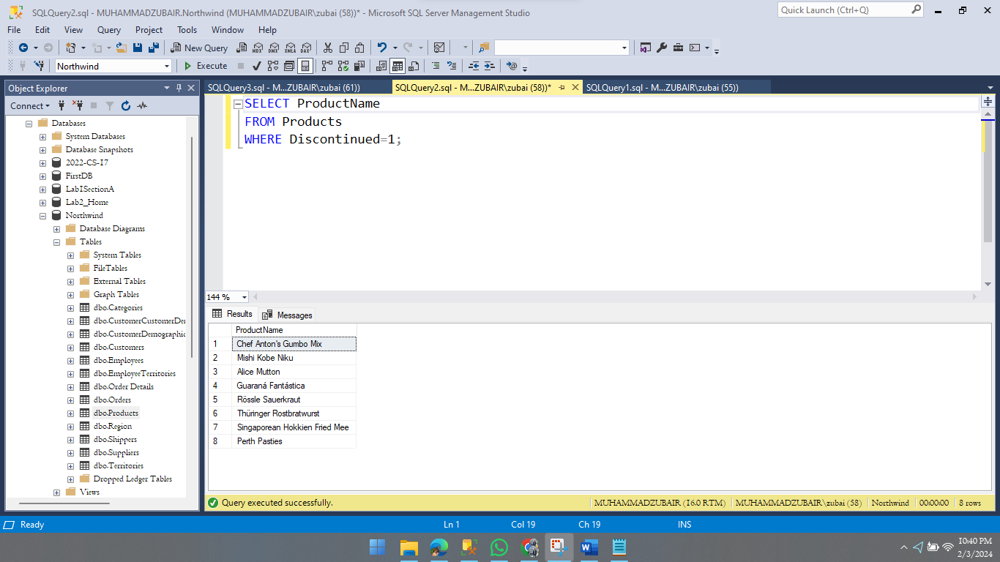 SQLQuery2.sql - MUHAMMADZUBAIR.Northwind (MUHAMMADZUBAIR\zubai (58))* - Microsoft SQL Server Management Studio
Quick Launch (Ctrl+Q)
File Edit View Query Project Tools Window Help
New Query MDX DMX XMLA DAX
Northwind Execute
Object Explorer
SQLQuery3.sql - M...ZUBAIR\zubai (61)) SQLQuery2.sql - M...ZUBAIR\zubai (58))* SQLQuery1.sql - M...ZUBAIR\zubai (55))
Connect
Databases
System Databases
Database Snapshots
2022-CS-17
FirstDB
Lab1SectionA
Lab2_Home
Northwind
Database Diagrams
Tables
System Tables
FileTables
External Tables
Graph Tables
dbo.Categories
dbo.CustomerCustomerDe
dbo.CustomerDemographic
dbo.Customers
dbo.Employees
dbo.EmployeeTerritories
dbo.Order Details
dbo.Orders
dbo.Products
dbo.Region
dbo.Shippers
dbo.Suppliers
dbo.Territories
Dropped Ledger Tables
Views
SELECT ProductName
FROM Products
WHERE Discontinued=1;
144 %
Results Messages
ProductName
1 Chef Anton's Gumbo Mix
2 Mishi Kobe Niku
3 Alice Mutton
4 Guaraná Fantástica
5 Rössle Sauerkraut
6 Thüringer Rostbratwurst
7 Singaporean Hokkien Fried Mee
8 Perth Pasties
Query executed successfully. MUHAMMADZUBAIR (16.0 RTM) MUHAMMADZUBAIR\zubai (58) Northwind 00:00:00 8 rows
Ready Ln 1 Col 19 Ch 19 INS
10:40 PM
2/3/2024